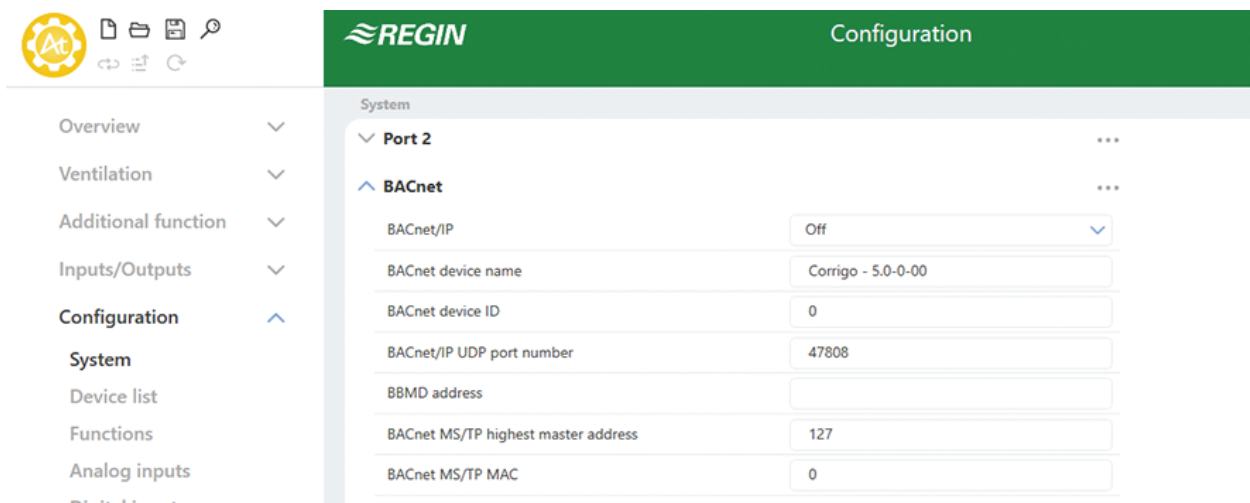 At
REGIN
Configuration
Overview
Ventilation
Additional function
Inputs/Outputs
Configuration
System
Device list
Functions
Analog inputs
System
Port 2
BACnet
BACnet/IP Off
BACnet device name Corrigo - 5.0-0-00
BACnet device ID 0
BACnet/IP UDP port number 47808
BBMD address
BACnet MS/TP highest master address 127
BACnet MS/TP MAC 0